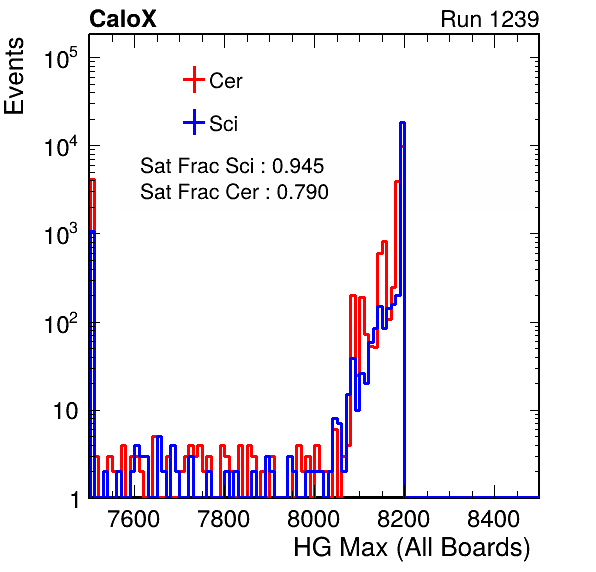 CaloX Run 1239
Events
10^5
10^4
10^3
10^2
10
1
Cer
Sci
Sat Frac Sci : 0.945
Sat Frac Cer : 0.790
7600 7800 8000 8200 8400
HG Max (All Boards)